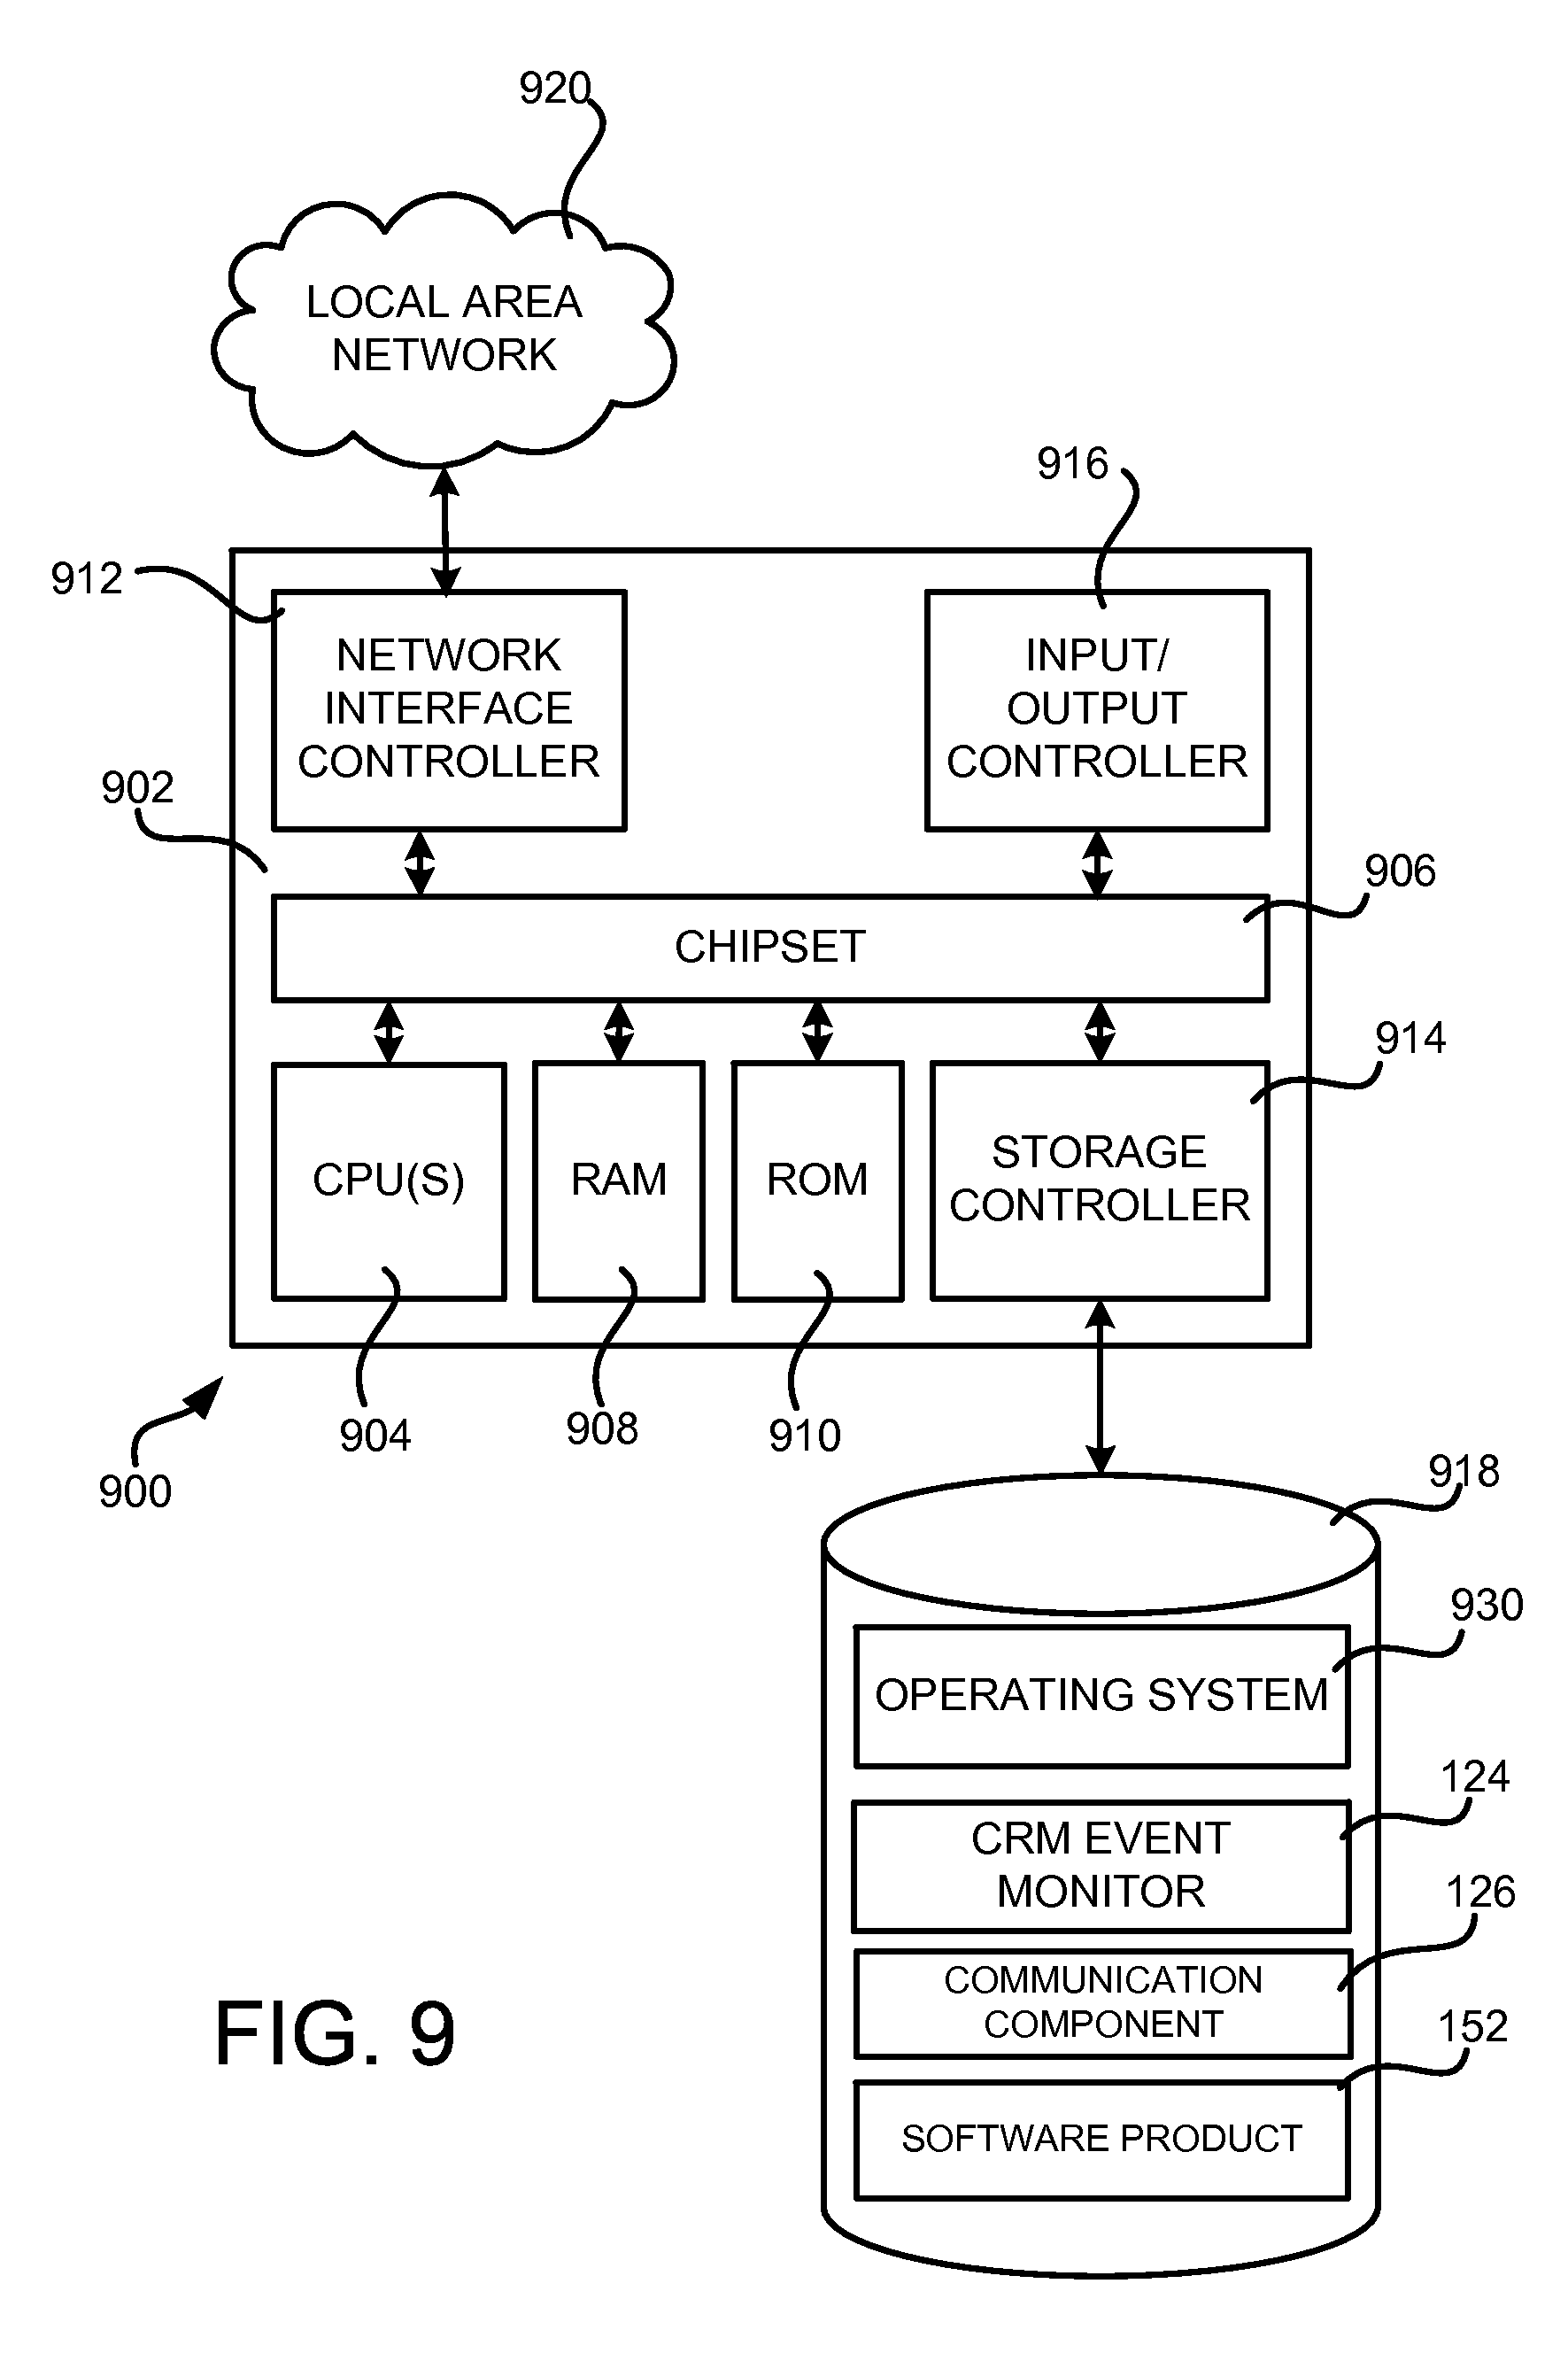 920
LOCAL AREA
NETWORK
916
912
NETWORK
INTERFACE
CONTROLLER
INPUT/
OUTPUT
CONTROLLER
902
906
CHIPSET
914
CPU(S)
RAM
ROM
STORAGE
CONTROLLER
904
908
910
900
918
930
OPERATING SYSTEM
124
CRM EVENT
MONITOR
126
COMMUNICATION
COMPONENT
152
SOFTWARE PRODUCT
FIG. 9